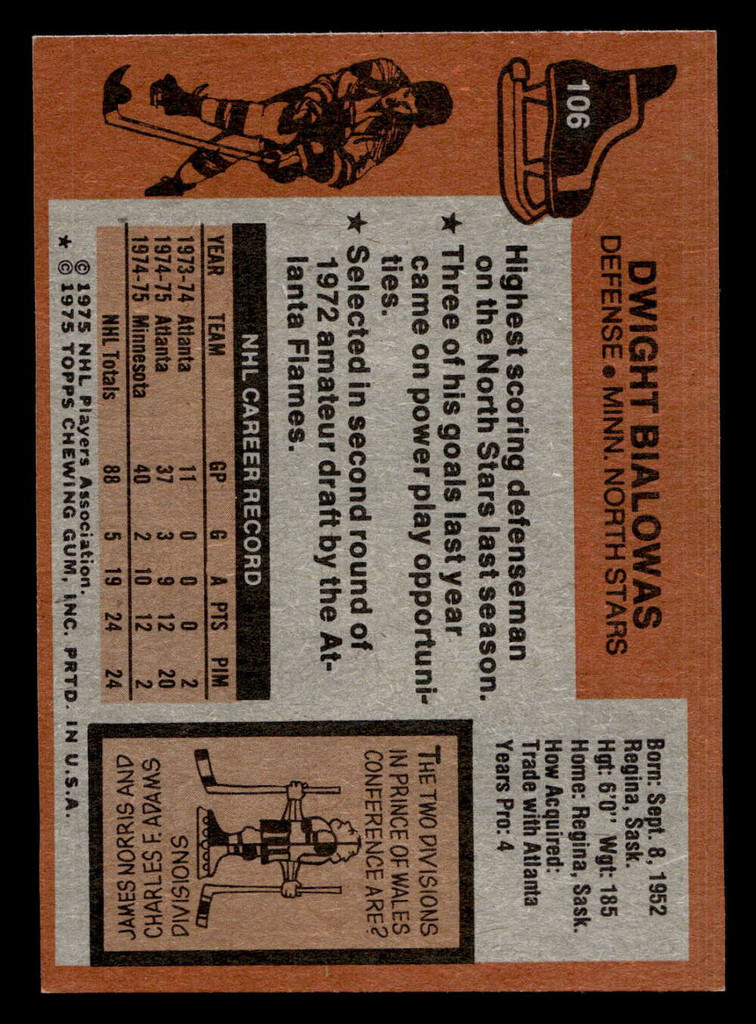 106
DWIGHT BIALOWAS
DEFENSE • MINN. NORTH STARS
Born: Sept. 8, 1952
Regina, Sask.
Hgt: 6'0" Wgt: 185
Home: Regina, Sask.
How Acquired:
Trade with Atlanta
Years Pro: 4
Highest scoring defenseman
on the North Stars last season.
★ Three of his goals last year
came on power play opportuni-
ties.
★ Selected in second round of
1972 amateur draft by the At-
lanta Flames.
NHL CAREER RECORD
YEAR TEAM GP G A PTS PIM
1973-74 Atlanta 11 0 0 0 2
1974-75 Atlanta 37 3 9 12 20
1974-75 Minnesota 40 2 10 12 2
NHL Totals 88 5 19 24 24
THE TWO DIVISIONS
IN PRINCE OF WALES
CONFERENCE ARE?
JAMES NORRIS AND
CHARLES F. ADAMS
DIVISIONS
© 1975 NHL Players Association.
★ © 1975 TOPPS CHEWING GUM, INC. PRTD. IN U.S.A.